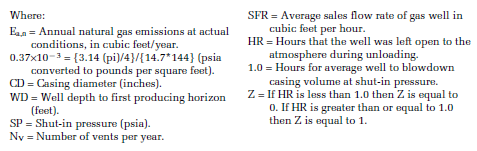 Where:
Ea,n = Annual natural gas emissions at actual
conditions, in cubic feet/year.
0.37×10−3 = {3.14 (pi)/4}/{14.7*144} (psia
converted to pounds per square feet).
CD = Casing diameter (inches).
WD = Well depth to first producing horizon
(feet).
SP = Shut-in pressure (psia).
NV = Number of vents per year.
SFR = Average sales flow rate of gas well in
cubic feet per hour.
HR = Hours that the well was left open to the
atmosphere during unloading.
1.0 = Hours for average well to blowdown
casing volume at shut-in pressure.
Z = If HR is less than 1.0 then Z is equal to
0. If HR is greater than or equal to 1.0
then Z is equal to 1.